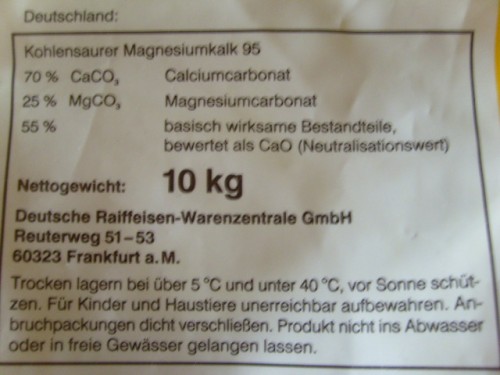 Deutschland:
Kohlensaurer Magnesiumkalk 95
70 % CaCO₃ Calciumcarbonat
25 % MgCO₃ Magnesiumcarbonat
55 % basisch wirksame Bestandteile,
bewertet als CaO (Neutralisationswert)
Nettogewicht: 10 kg
Deutsche Raiffeisen-Warenzentrale GmbH
Reuterweg 51–53
60323 Frankfurt a.M.
Trocken lagern bei über 5 °C und unter 40 °C, vor Sonne schüt-
zen. Für Kinder und Haustiere unerreichbar aufbewahren. An-
bruchpackungen dicht verschließen. Produkt nicht ins Abwasser
oder in freie Gewässer gelangen lassen.